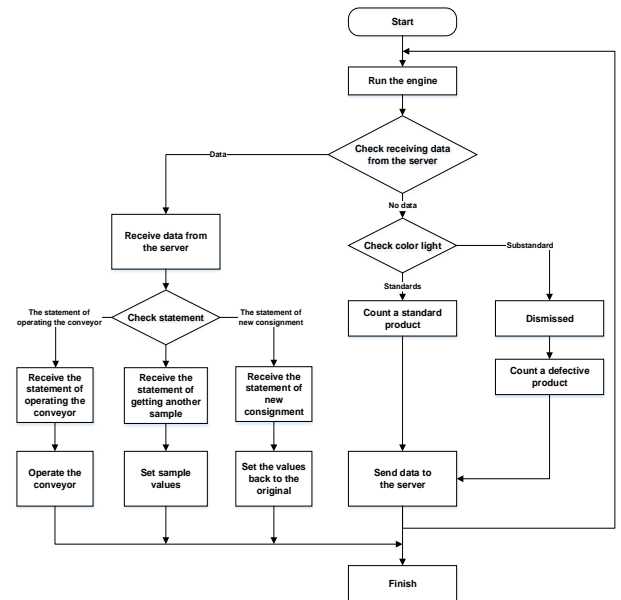 Start
Run the engine
Check receiving data
from the server
Data
No data
Receive data from
the server
Check color light
Substandard
Standards
The statement of
operating the conveyor
Check statement
The statement of
new consignment
Count a standard
product
Dismissed
Receive the
statement of
operating the
conveyor
Receive the
statement of
getting another
sample
Receive the
statement of
new
consignment
Count a defective
product
Operate the
conveyor
Set sample
values
Set the values
back to the
original
Send data to
the server
Finish